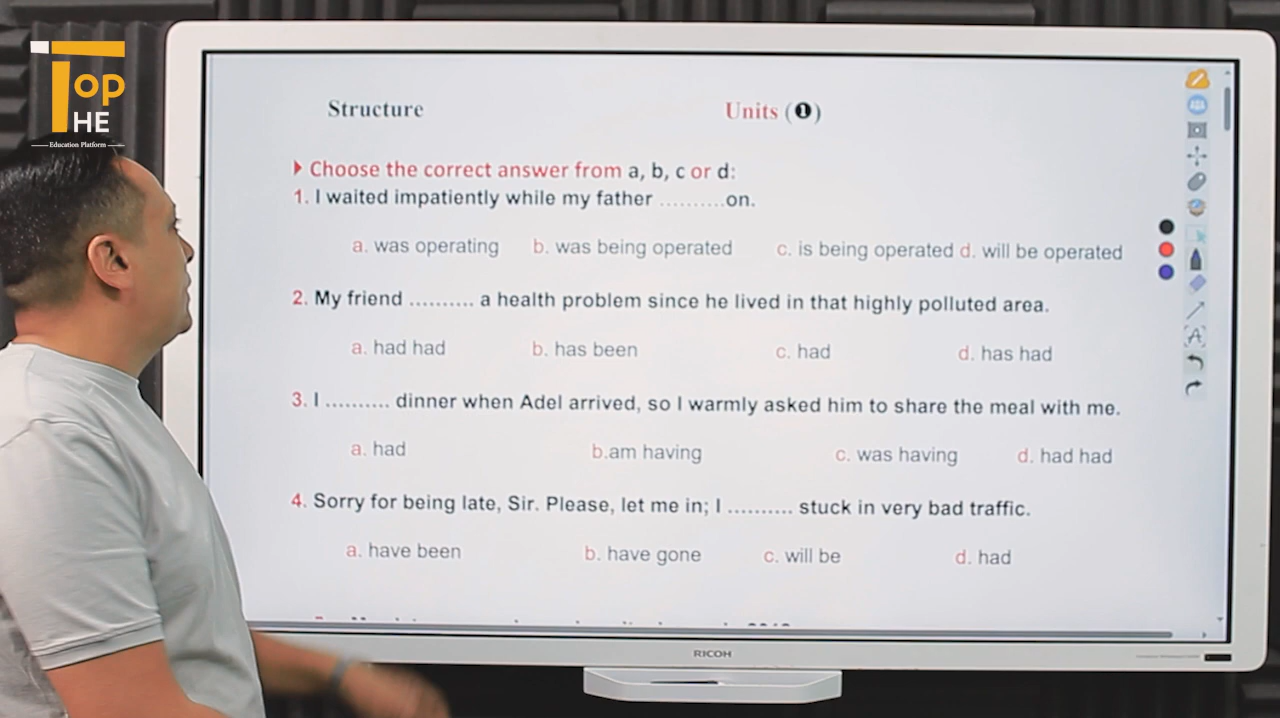 Top
HE
Education Platform
Structure Units (1)
Choose the correct answer from a, b, c or d:
1. I waited impatiently while my father ..........on.
a. was operating b. was being operated c. is being operated d. will be operated
2. My friend .......... a health problem since he lived in that highly polluted area.
a. had had b. has been c. had d. has had
3. I .......... dinner when Adel arrived, so I warmly asked him to share the meal with me.
a. had b.am having c. was having d. had had
4. Sorry for being late, Sir. Please, let me in; I .......... stuck in very bad traffic.
a. have been b. have gone c. will be d. had
RICOH